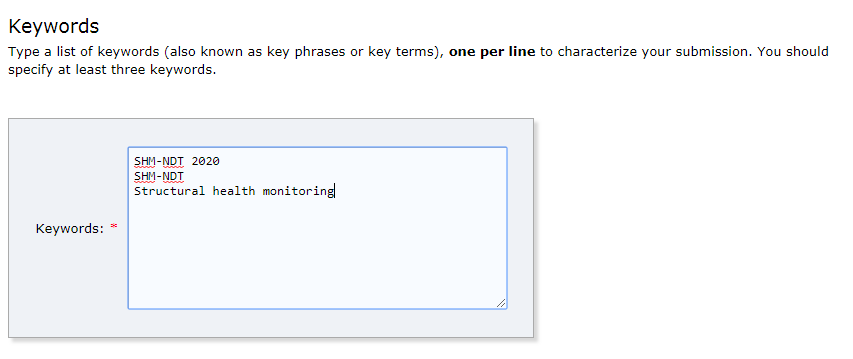 Keywords
Type a list of keywords (also known as key phrases or key terms), one per line to characterize your submission. You should
specify at least three keywords.
SHM-NDT 2020
SHM-NDT
Structural health monitoring
Keywords: *